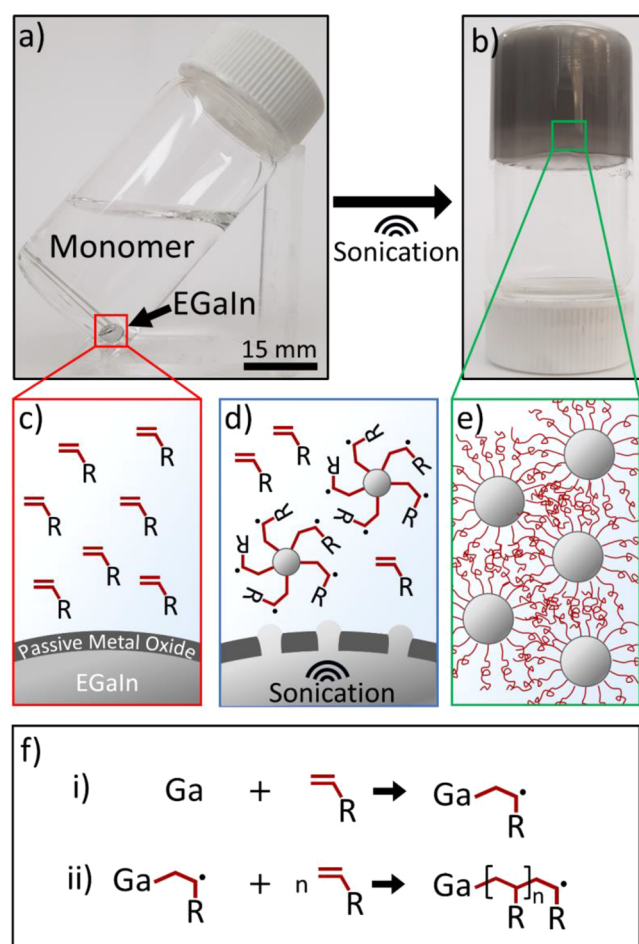 a)
b)
Monomer
EGaIn
15 mm
Sonication
c)
R
R
R
R
R
R
R
Passive Metal Oxide
EGaIn
d)
R
R
R
R
R
R
R
R
R
R
R
R
R
Sonication
e)
f)
i) Ga + R Ga R
ii) Ga R + n R Ga [ R ]n R